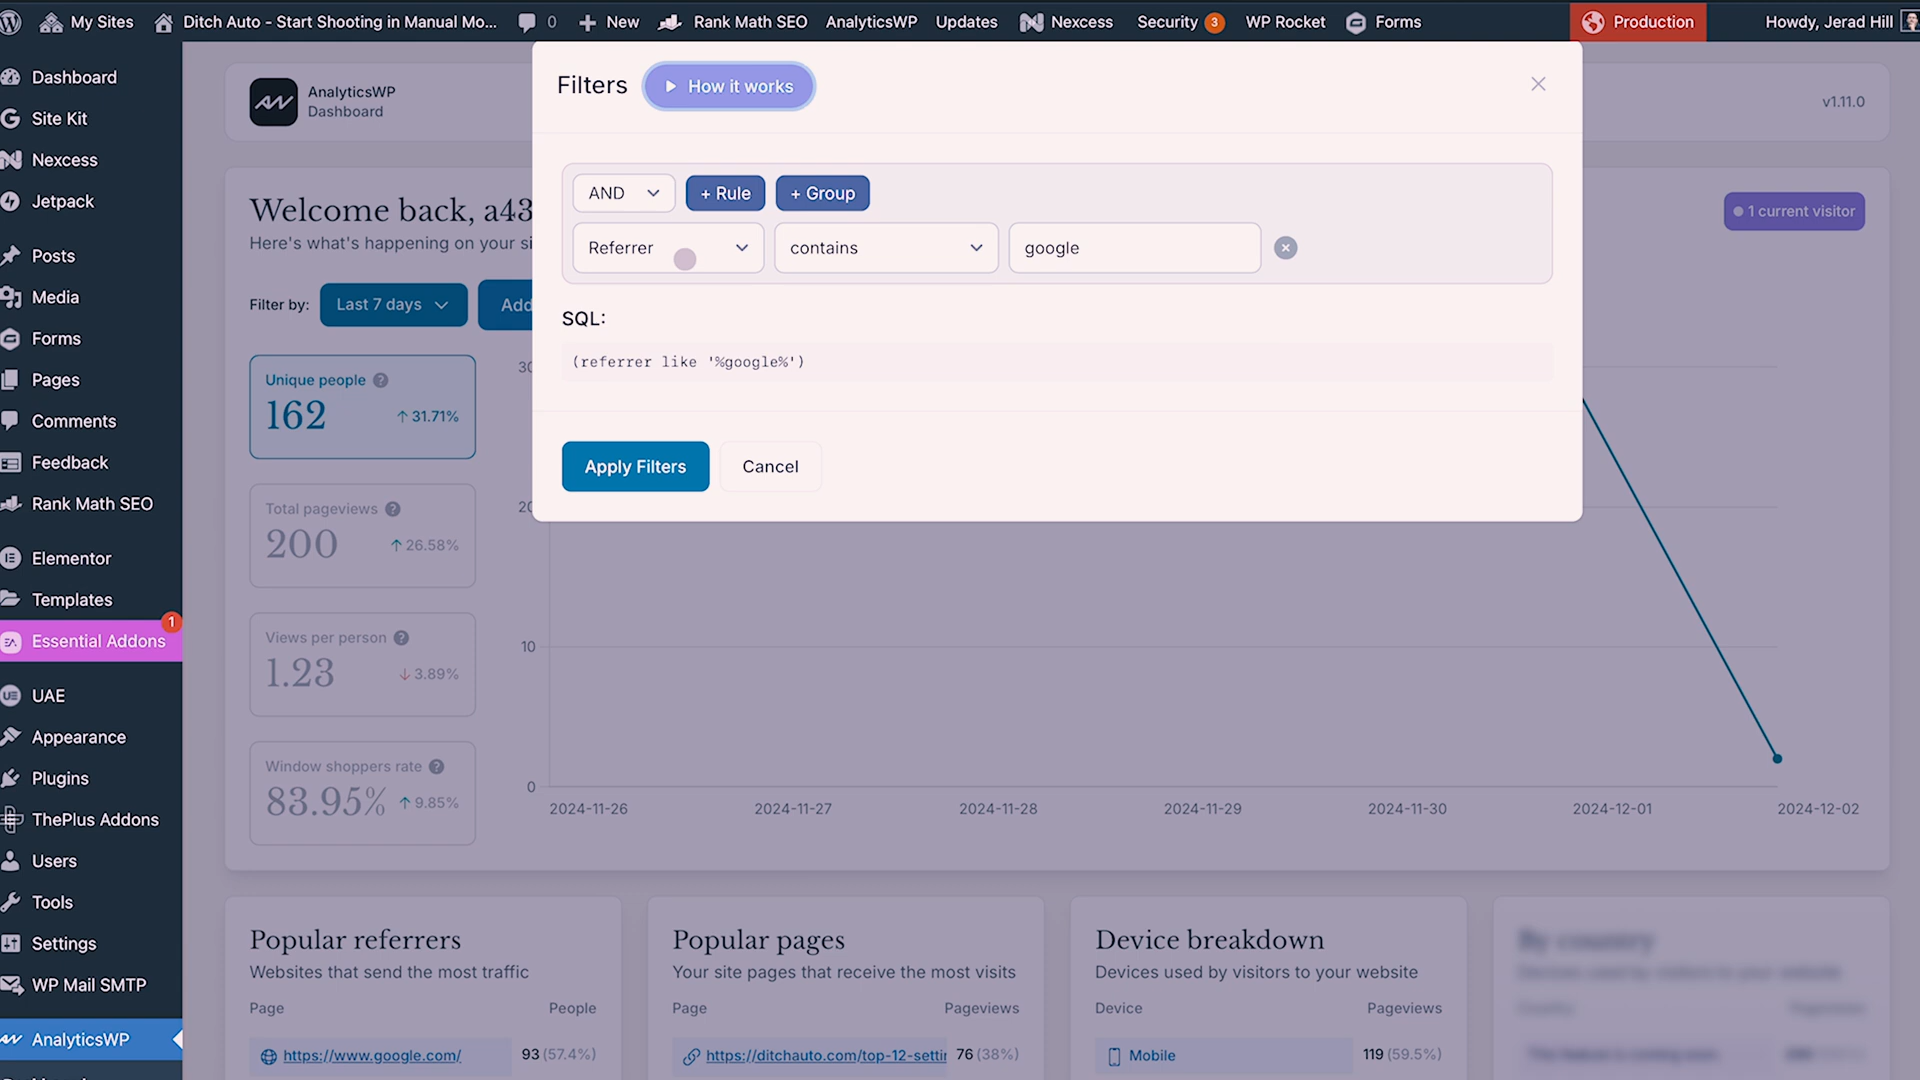 My Sites
Ditch Auto - Start Shooting in Manual Mo...
0
New
Rank Math SEO
AnalyticsWP
Updates
Nexcess
Security 3
WP Rocket
Forms
Production
Howdy, Jerad Hill
Dashboard
Site Kit
Nexcess
Jetpack
Posts
Media
Forms
Pages
Comments
Feedback
Rank Math SEO
Elementor
Templates
1
Essential Addons
UAE
Appearance
Plugins
ThePlus Addons
Users
Tools
Settings
WP Mail SMTP
AnalyticsWP
AnalyticsWP
Dashboard
v1.11.0
Welcome back, a43
Here's what's happening on your si
1 current visitor
Filter by:
Last 7 days
Add
Filters
How it works
AND
+ Rule
+ Group
Referrer
contains
google
SQL:
(referrer like '%google%')
Apply Filters
Cancel
Unique people ?
162
↑ 31.71%
Total pageviews ?
200
↑ 26.58%
Views per person ?
1.23
↓ 3.89%
Window shoppers rate ?
83.95%
↑ 9.85%
30
20
10
0
2024-11-26
2024-11-27
2024-11-28
2024-11-29
2024-11-30
2024-12-01
2024-12-02
Popular referrers
Websites that send the most traffic
Page
People
https://www.google.com/
93 (57.4%)
Popular pages
Your site pages that receive the most visits
Page
Pageviews
https://ditchauto.com/top-12-settin
76 (38%)
Device breakdown
Devices used by visitors to your website
Device
Pageviews
Mobile
119 (59.5%)
By country
Devices used by visitors to your website
Country
Pageviews